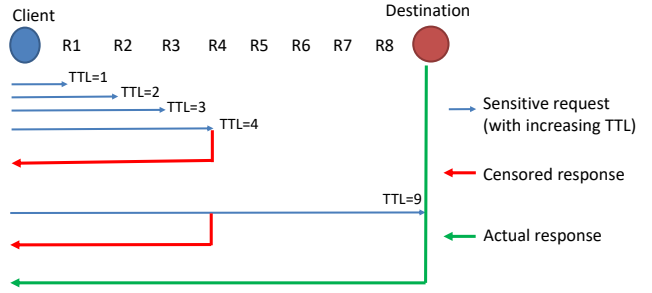 Client
Destination
R1 R2 R3 R4 R5 R6 R7 R8
TTL=1
TTL=2
TTL=3
TTL=4
Sensitive request
(with increasing TTL)
Censored response
TTL=9
Actual response